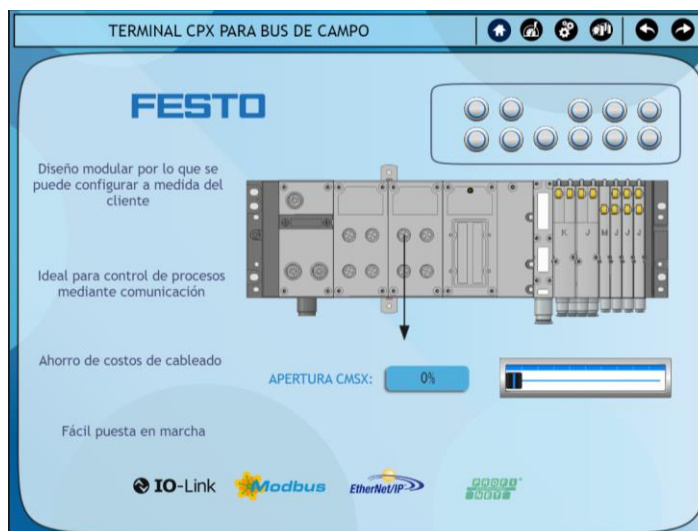 TERMINAL CPX PARA BUS DE CAMPO
FESTO
Diseño modular por lo que se
puede configurar a medida del
cliente
K J M J J J
Ideal para control de procesos
mediante comunicación
Ahorro de costos de cableado
APERTURA CMSX: 0%
Fácil puesta en marcha
IO-Link
Modbus
EtherNet/IP
PROFI
NET